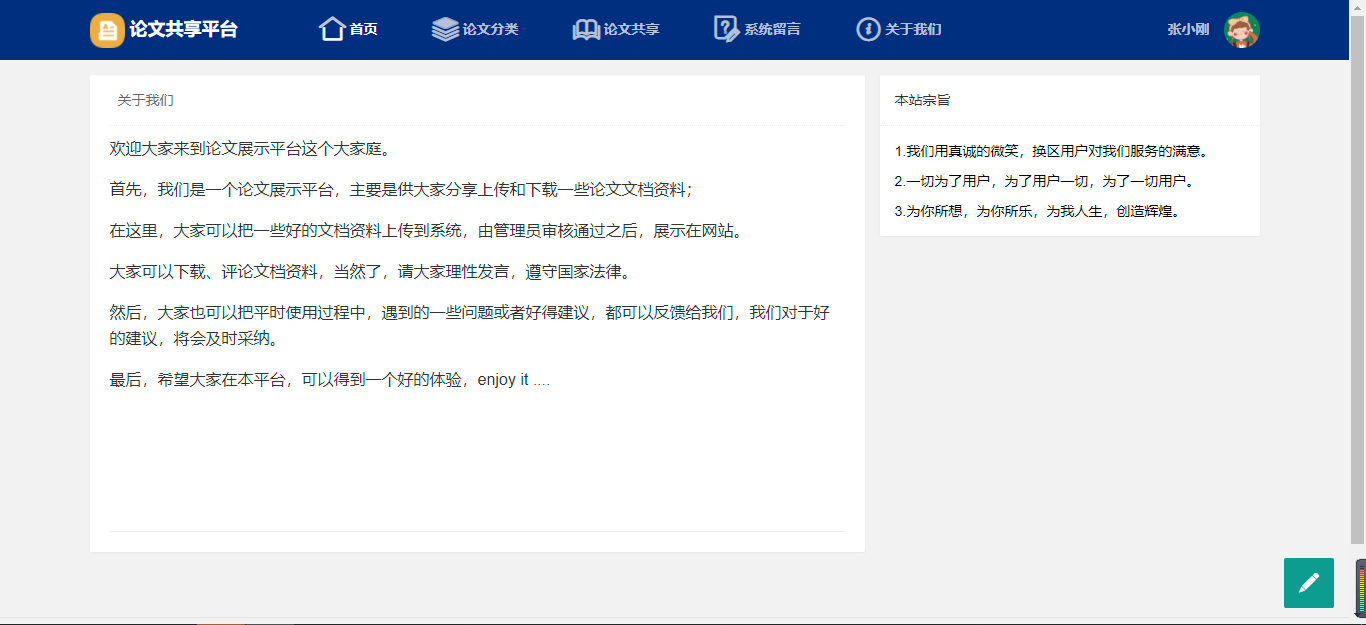 论文共享平台
首页
论文分类
论文共享
系统留言
关于我们
张小刚
关于我们
欢迎大家来到论文展示平台这个大家庭。
首先，我们是一个论文展示平台，主要是供大家分享上传和下载一些论文文档资料；
在这里，大家可以把一些好的文档资料上传到系统，由管理员审核通过之后，展示在网站。
大家可以下载、评论文档资料，当然了，请大家理性发言，遵守国家法律。
然后，大家也可以把平时使用过程中，遇到的一些问题或者好得建议，都可以反馈给我们，我们对于好
的建议，将会及时采纳。
最后，希望大家在本平台，可以得到一个好的体验，enjoy it ....
本站宗旨
1.我们用真诚的微笑，换区用户对我们服务的满意。
2.一切为了用户，为了用户一切，为了一切用户。
3.为你所想，为你所乐，为我人生，创造辉煌。